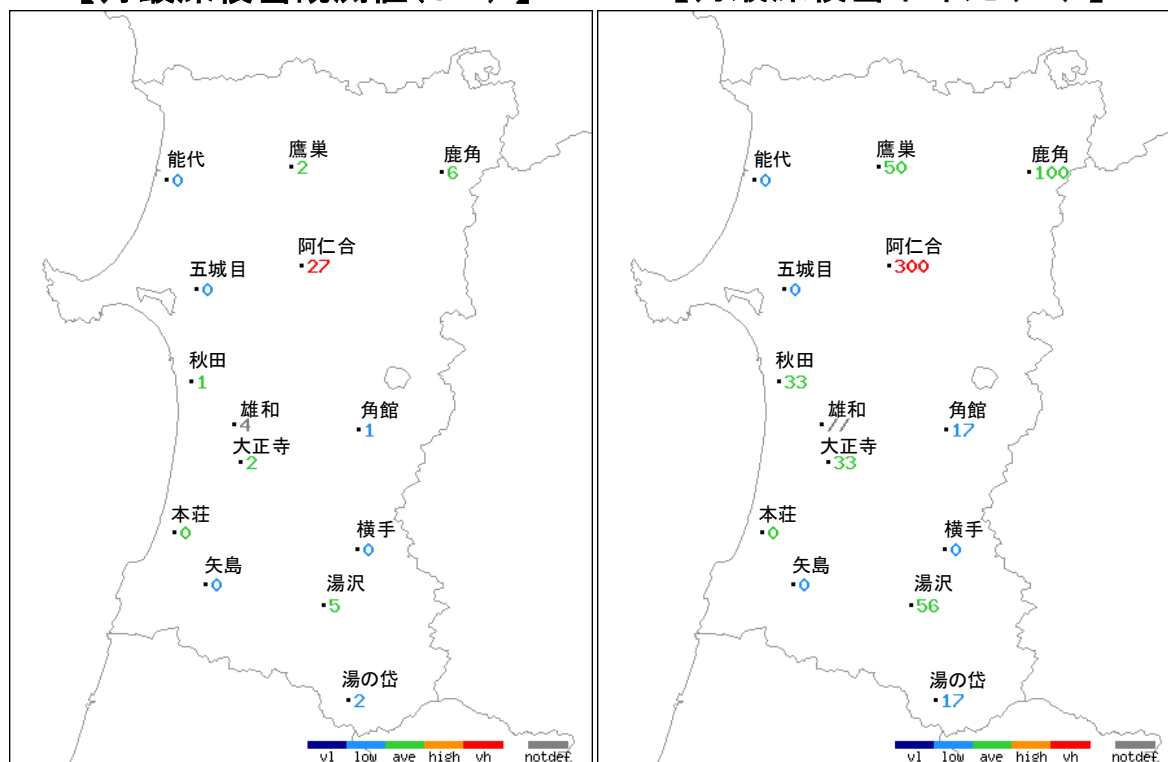 能代
0
鷹巣
2
鹿角
6
阿仁合
27
五城目
0
秋田
1
雄和
4
角館
1
大正寺
2
本荘
0
横手
0
矢島
0
湯沢
5
湯の岱
2
vl low ave high vh notdef
能代
0
鷹巣
50
鹿角
100
阿仁合
300
五城目
0
秋田
33
雄和
//
角館
17
大正寺
33
本荘
0
横手
0
矢島
0
湯沢
56
湯の岱
17
vl low ave high vh notdef